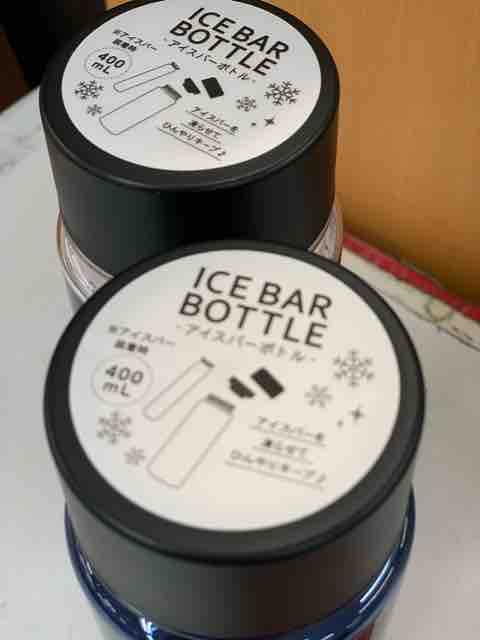 ICE BAR
BOTTLE
-アイスバーボトル-
※アイスバー
装着時
400
mL
アイスバーを
凍らせて
ひんやりキープ♪
ICE BAR
BOTTLE
-アイスバーボトル-
※アイスバー
装着時
400
mL
アイスバーを
凍らせて
ひんやりキープ♪